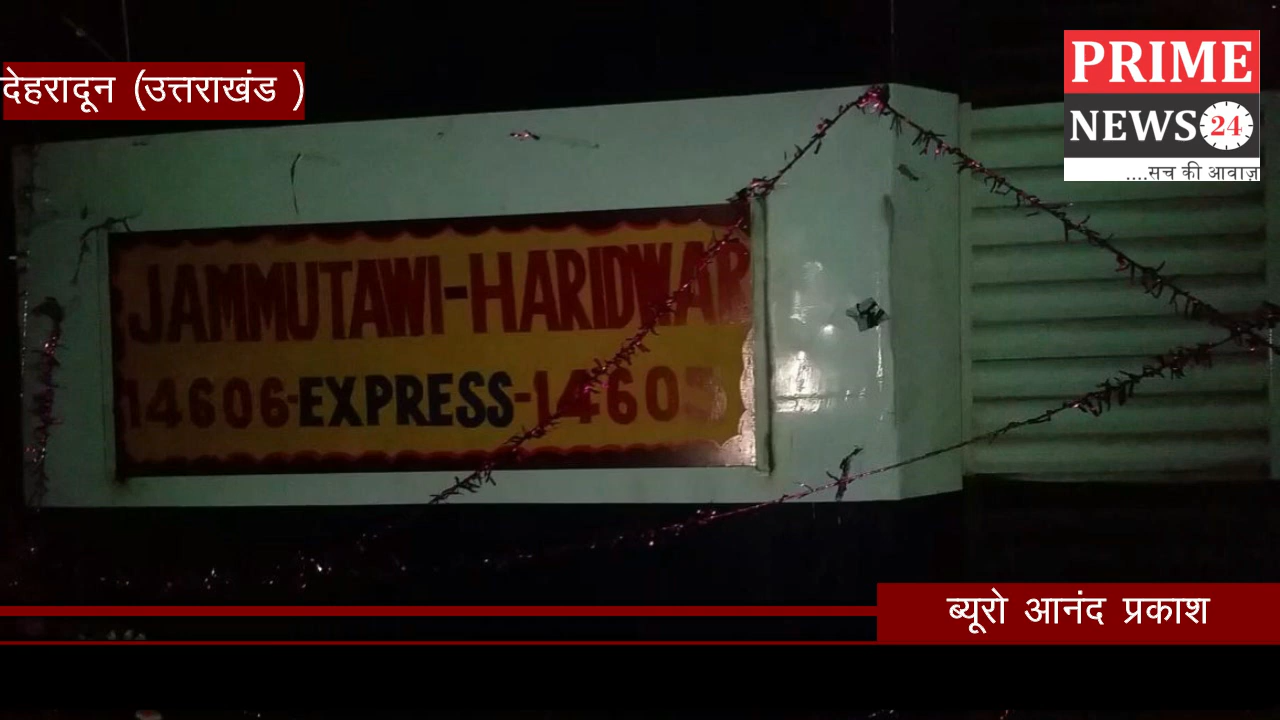 देहरादून (उत्तराखंड )
PRIME
NEWS 24
....सच की आवाज़
JAMMUTAWI-HARIDWAR
14606-EXPRESS-14605
ब्यूरो आनंद प्रकाश